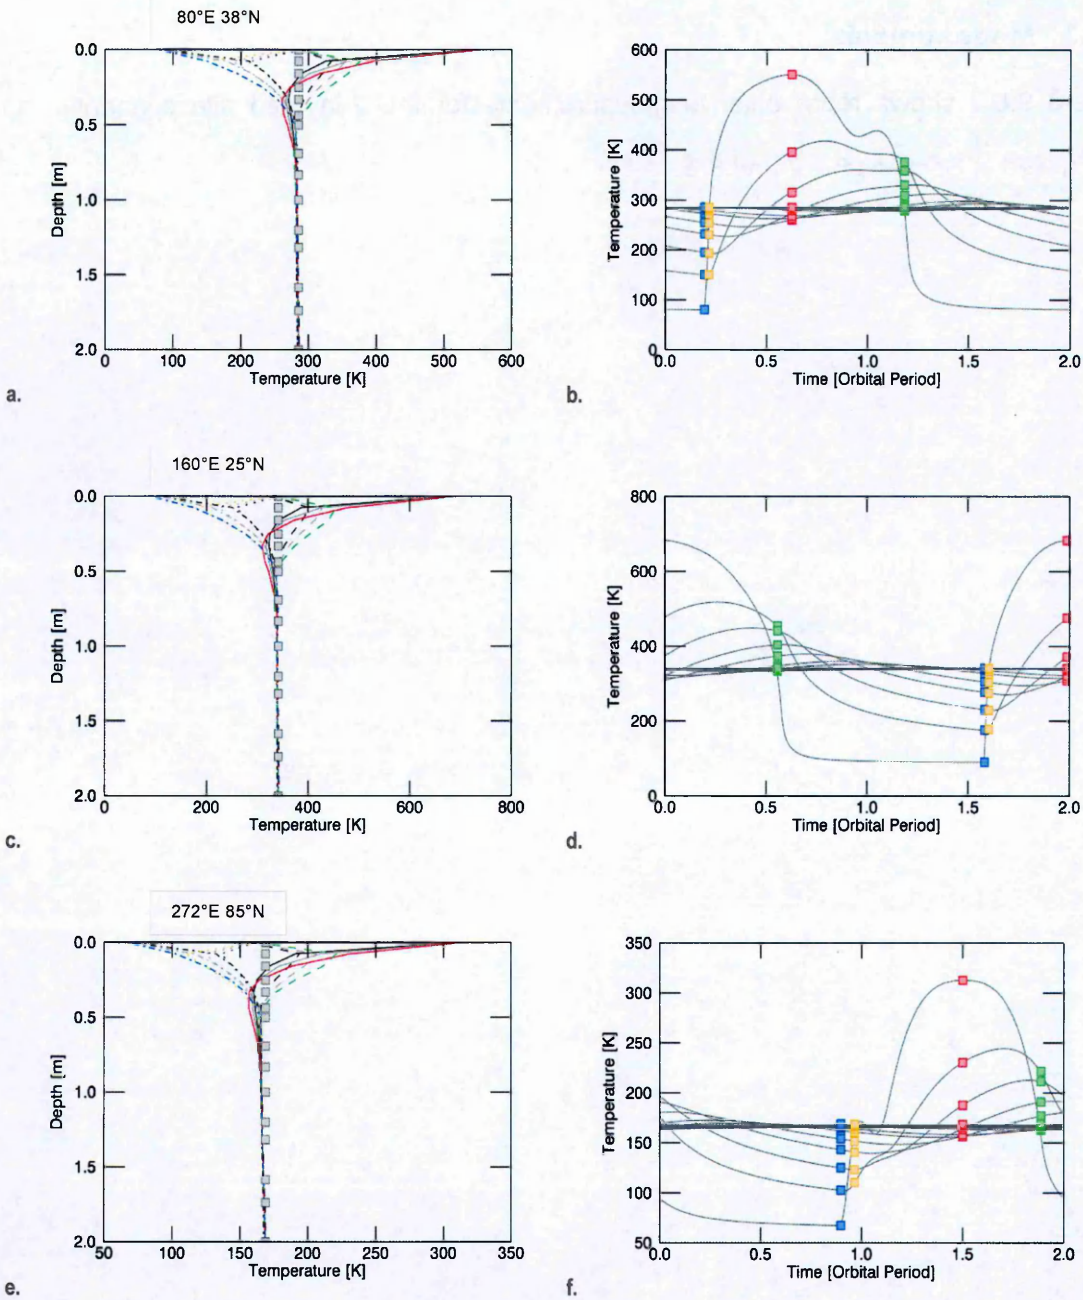 80°E 38°N
0.0
0.5
1.0
1.5
2.0
Depth [m]
0 100 200 300 400 500 600
Temperature [K]
a.
600
500
400
300
200
100
0
Temperature [K]
0.0 0.5 1.0 1.5 2.0
Time [Orbital Period]
b.
160°E 25°N
0.0
0.5
1.0
1.5
2.0
Depth [m]
0 200 400 600 800
Temperature [K]
c.
800
600
400
200
0
Temperature [K]
0.0 0.5 1.0 1.5 2.0
Time [Orbital Period]
d.
272°E 85°N
0.0
0.5
1.0
1.5
2.0
Depth [m]
50 100 150 200 250 300 350
Temperature [K]
e.
350
300
250
200
150
100
50
Temperature [K]
0.0 0.5 1.0 1.5 2.0
Time [Orbital Period]
f.